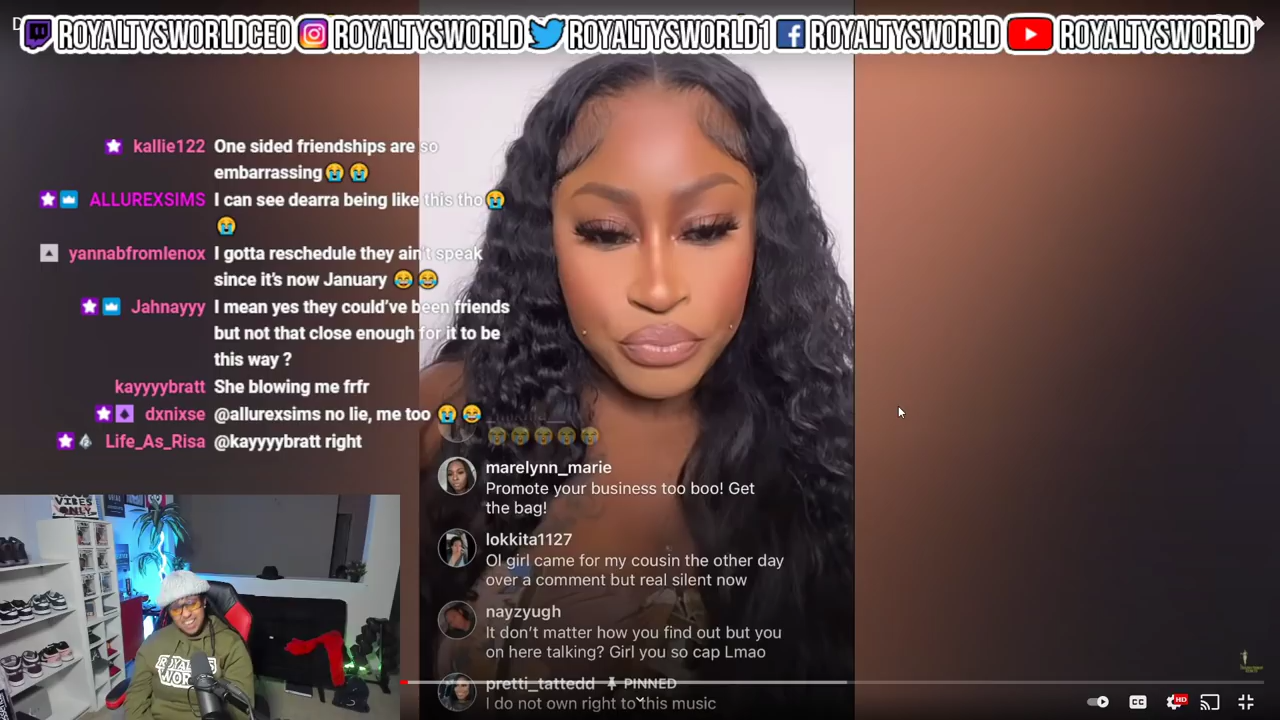 ROYALTYSWORLDCEO ROYALTYSWORLD ROYALTYSWORLD1 ROYALTYSWORLD ROYALTYSWORLD
kallie122 One sided friendships are so
embarrassing😭 😭
ALLUREXSIMS I can see dearra being like this tho😭
😭
yannabfromlenox I gotta reschedule they ain't speak
since it's now January 😂 😂
Jahnayyy I mean yes they could've been friends
but not that close enough for it to be
this way ?
kayyyybratt She blowing me frfr
dxnixse @allurexsims no lie, me too 😭 😂
Life_As_Risa @kayyyybratt right
😭😭😭😭😭
marelynn_marie
Promote your business too boo! Get
the bag!
lokkita1127
Ol girl came for my cousin the other day
over a comment but real silent now
nayzyugh
It don't matter how you find out but you
on here talking? Girl you so cap Lmao
pretti_tattedd PINNED
I do not own right to this music
VIBES
ONLY
ROYALTYS
WORLD
CC
HD